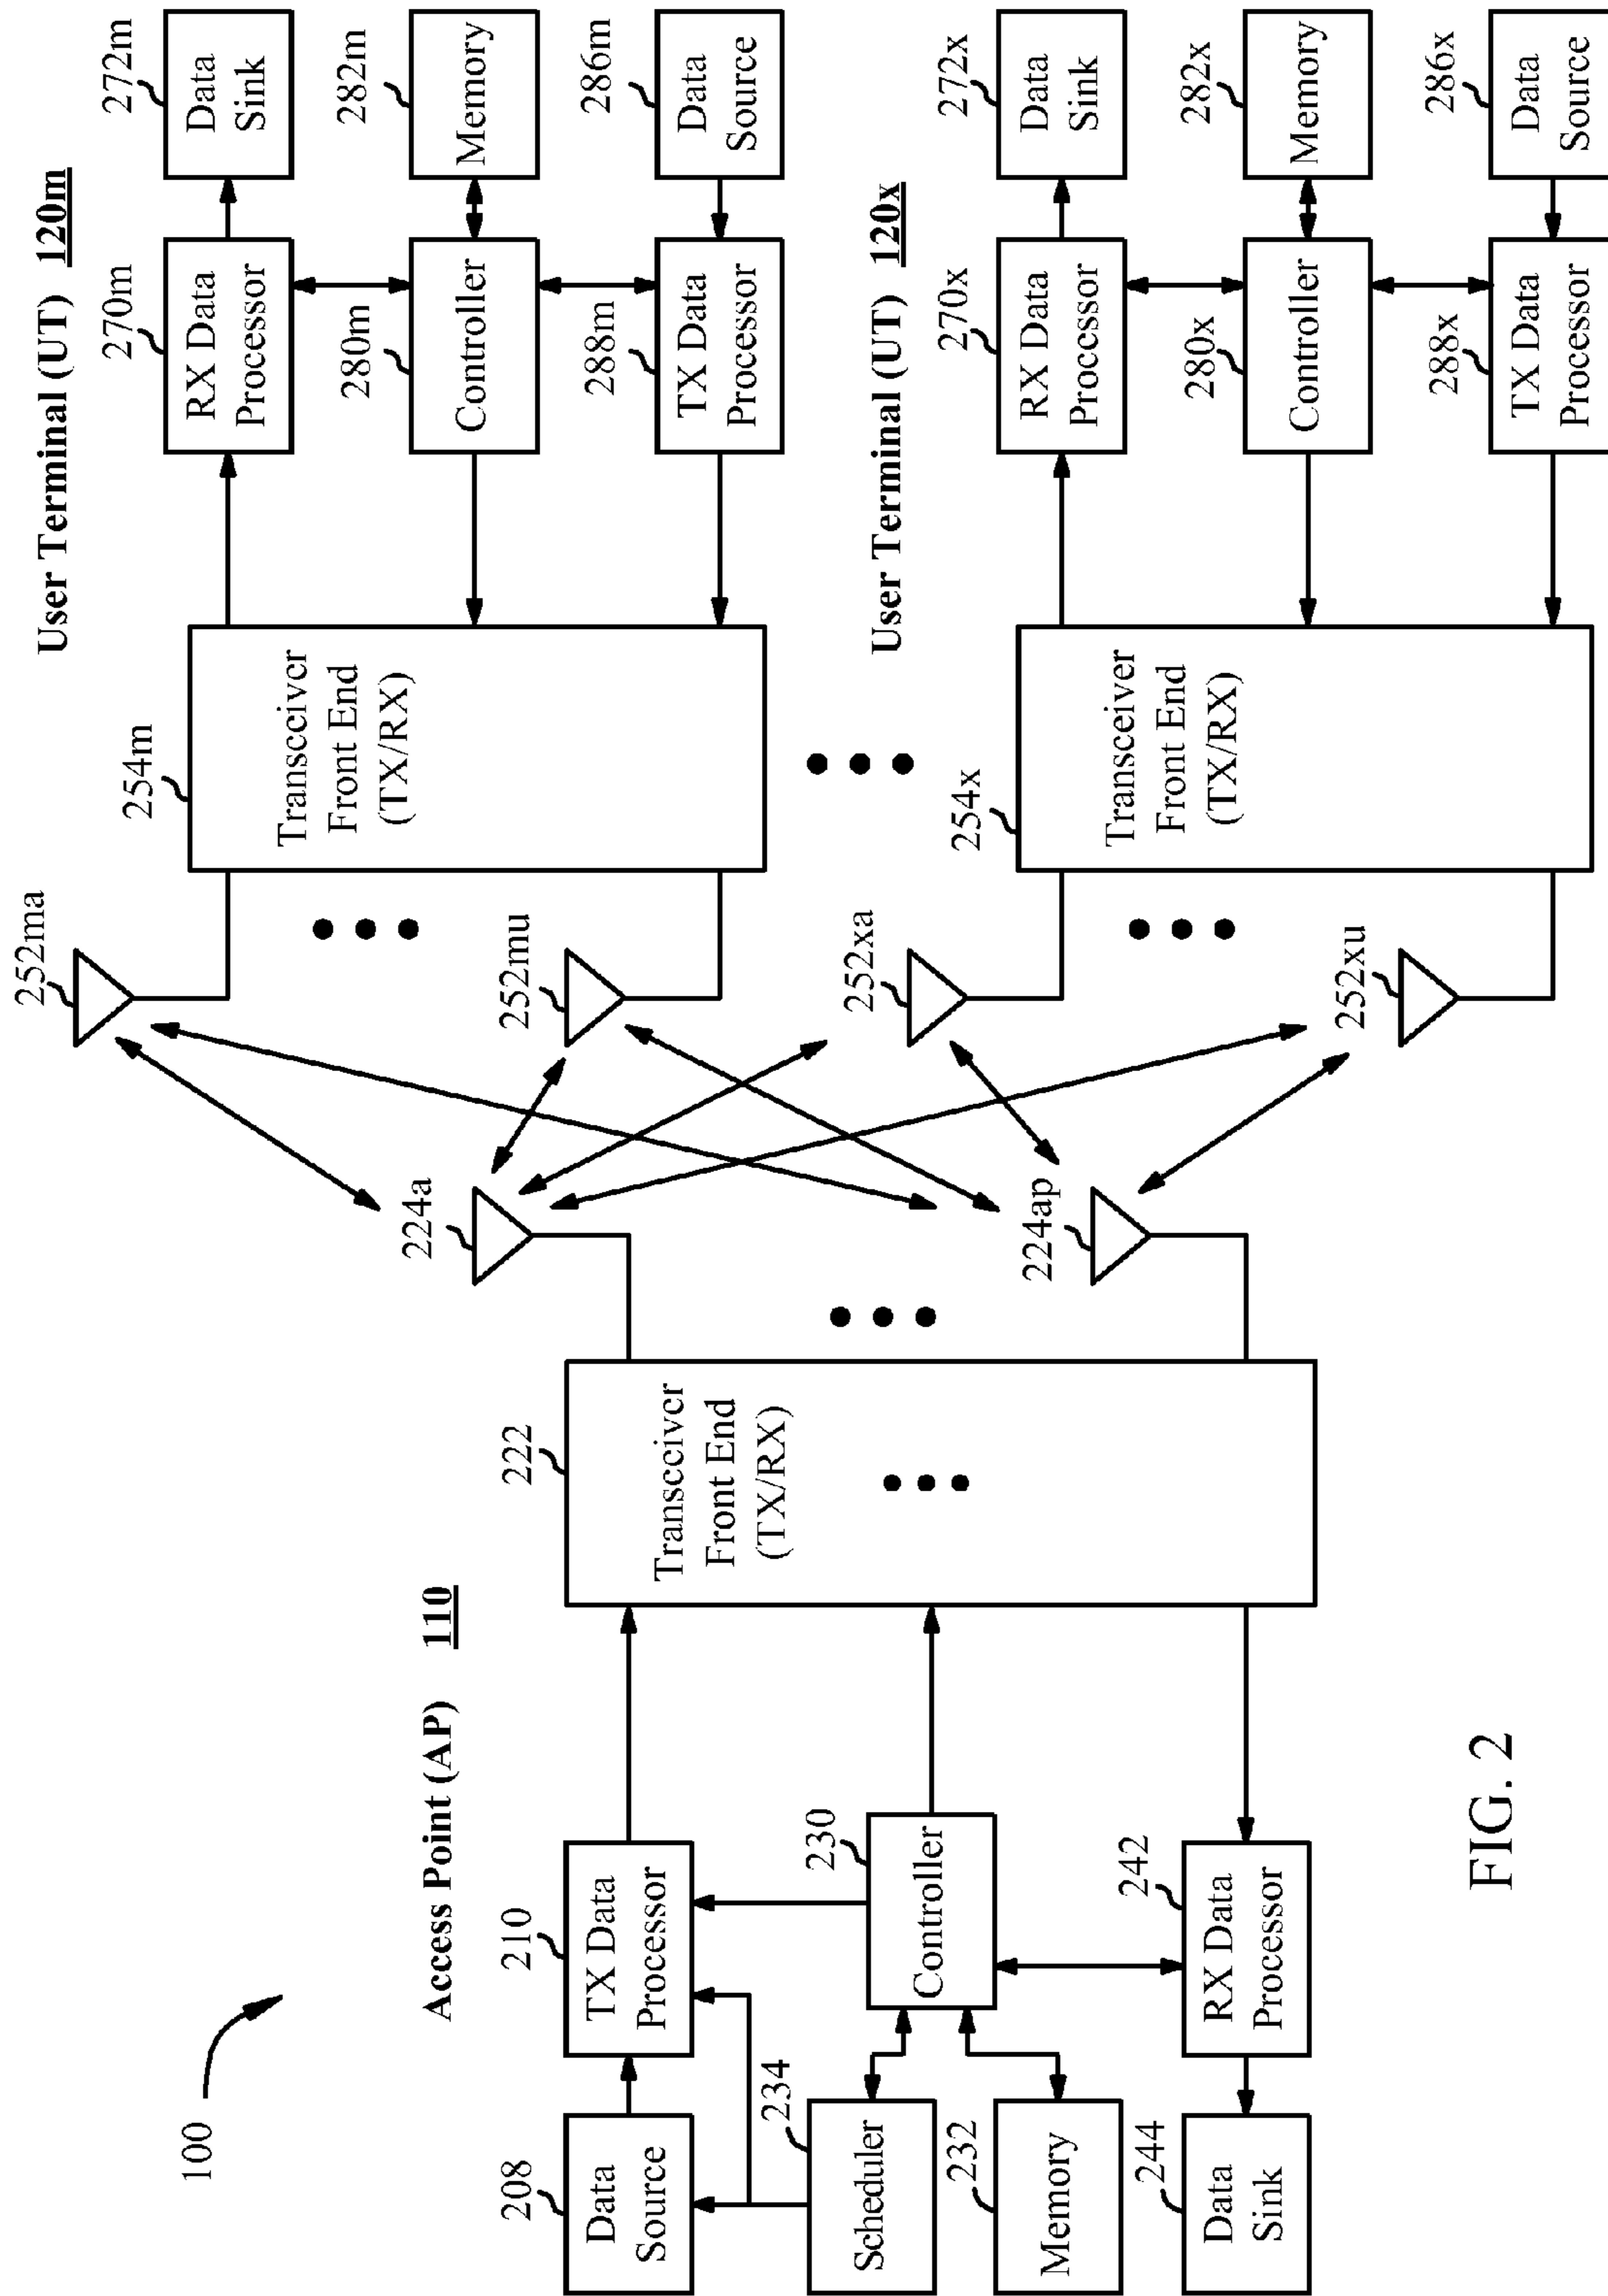 100
Access Point (AP) 110
208
Data
Source
210
TX Data
Processor
234
Scheduler
230
Controller
232
Memory
244
Data
Sink
242
RX Data
Processor
222
Transceiver
Front End
(TX/RX)
224a
224ap
User Terminal (UT) 120m
252ma
252mu
254m
Transceiver
Front End
(TX/RX)
270m
RX Data
Processor
272m
Data
Sink
280m
Controller
282m
Memory
288m
TX Data
Processor
286m
Data
Source
User Terminal (UT) 120x
252xa
252xu
254x
Transceiver
Front End
(TX/RX)
270x
RX Data
Processor
272x
Data
Sink
280x
Controller
282x
Memory
288x
TX Data
Processor
286x
Data
Source
FIG. 2